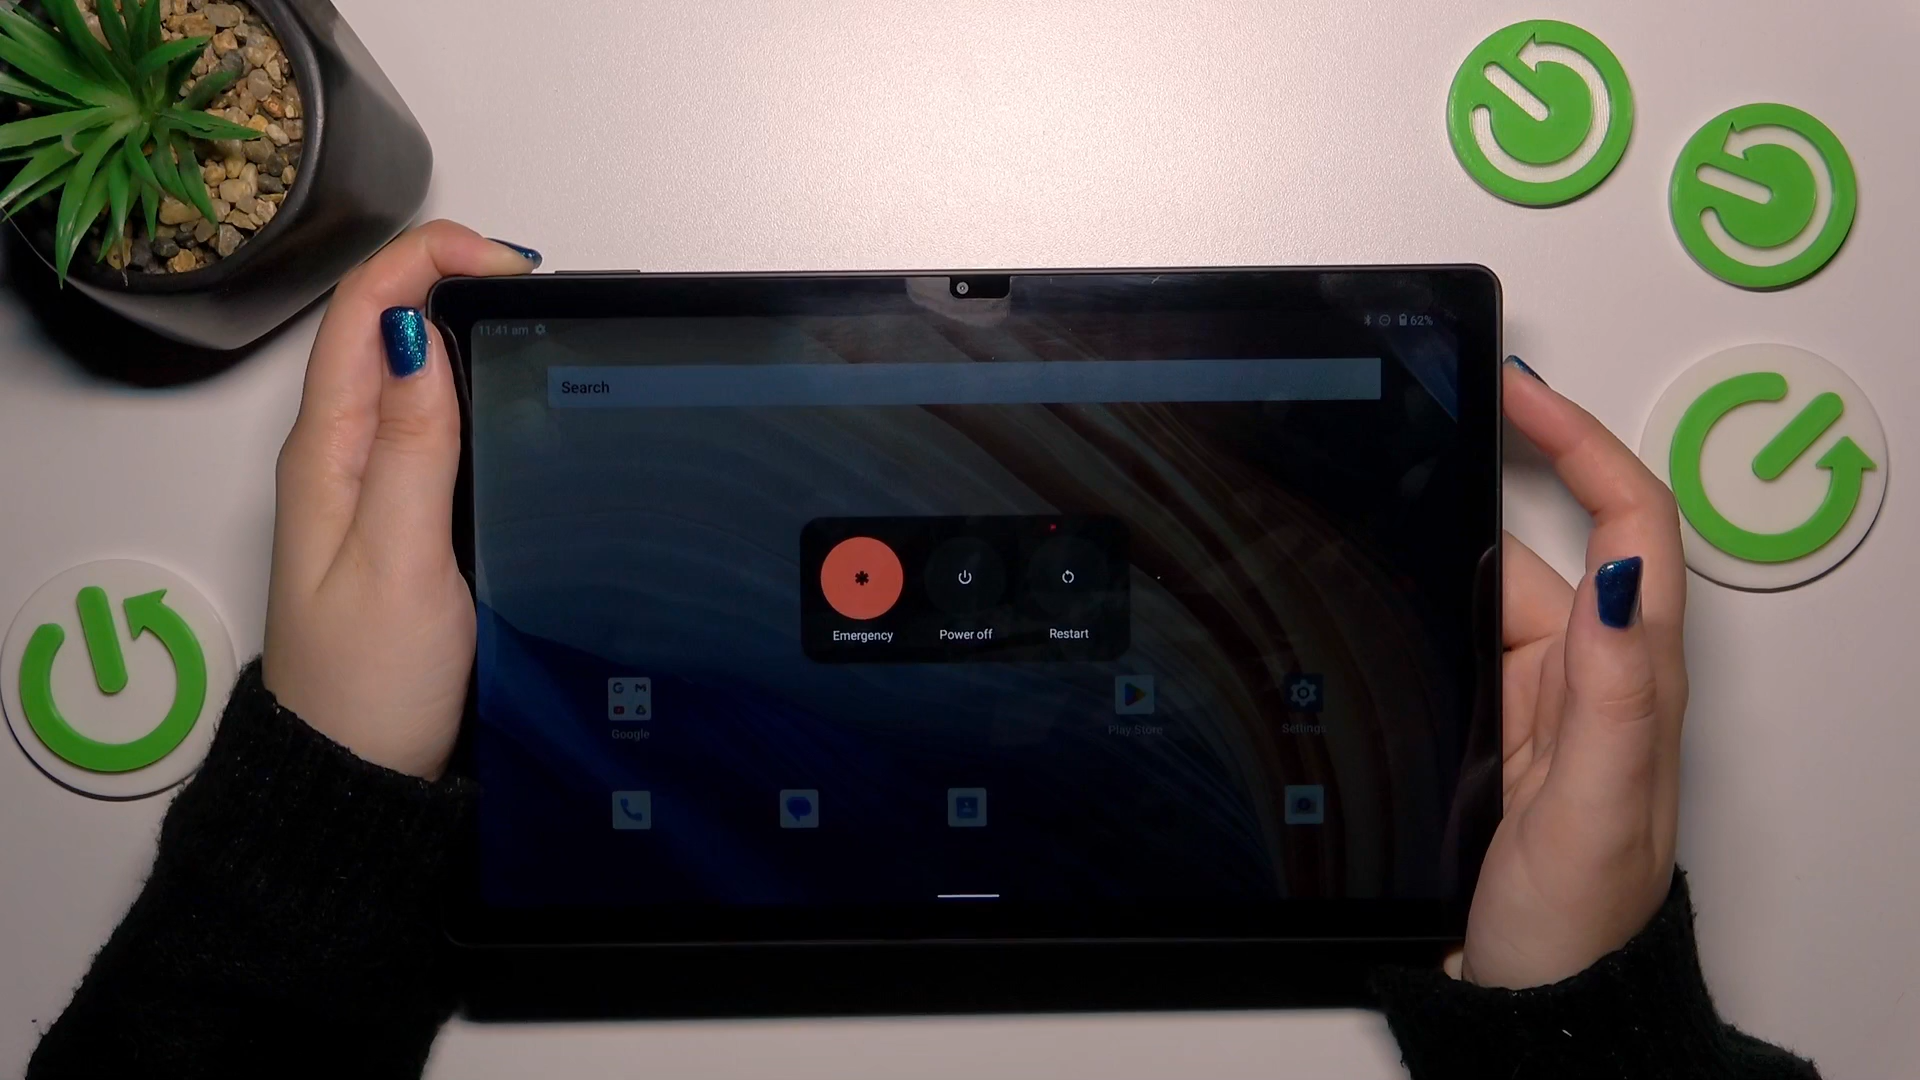 11:41 am
62%
Search
Emergency
Power off
Restart
Google
Play Store
Settings